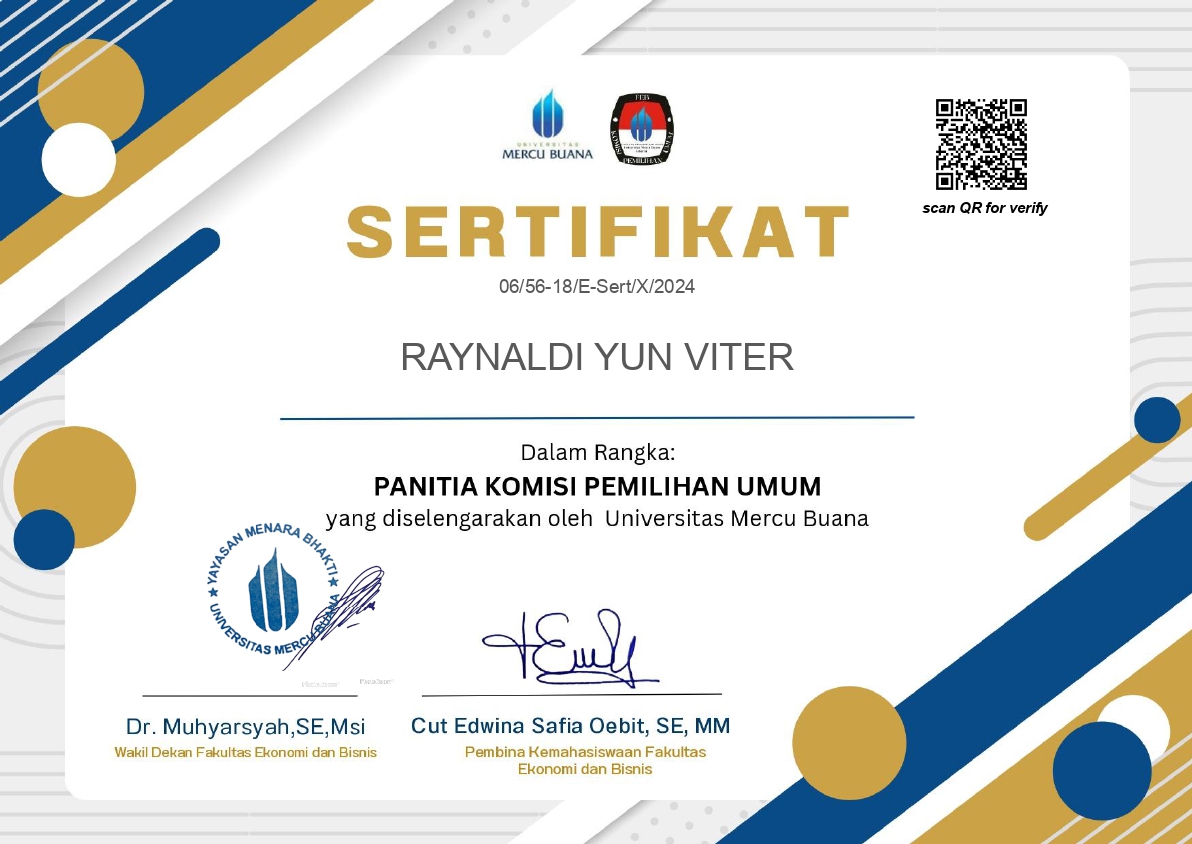 UNIVERSITAS
MERCU BUANA
FEB
KOMISI PEMILIHAN UMUM
scan QR for verify
SERTIFIKAT
06/56-18/E-Sert/X/2024
RAYNALDI YUN VITER
Dalam Rangka:
PANITIA KOMISI PEMILIHAN UMUM
yang diselengarakan oleh Universitas Mercu Buana
YAYASAN MENARA BHAKTI
UNIVERSITAS MERCU BUANA
Dr. Muhyarsyah,SE,Msi
Wakil Dekan Fakultas Ekonomi dan Bisnis
Cut Edwina Safia Oebit, SE, MM
Pembina Kemahasiswaan Fakultas
Ekonomi dan Bisnis